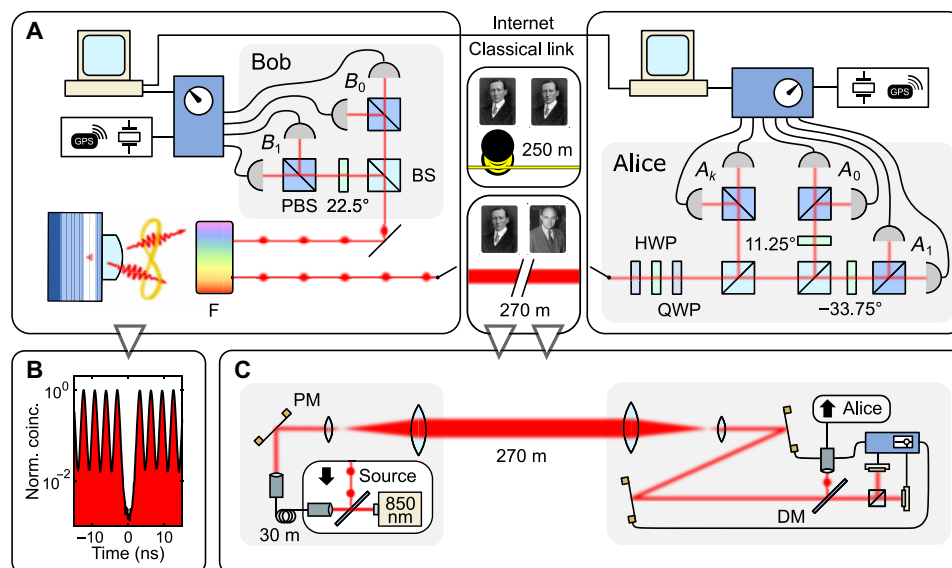 A
Bob
B₀
B₁
GPS
PBS
22.5°
BS
F
Internet
Classical link
250 m
270 m
GPS
Alice
Aₖ
A₀
A₁
HWP
QWP
11.25°
−33.75°
B
Norm. coinc.
10⁰
10⁻²
−10
0
10
Time (ns)
C
PM
30 m
Source
850
nm
270 m
Alice
DM